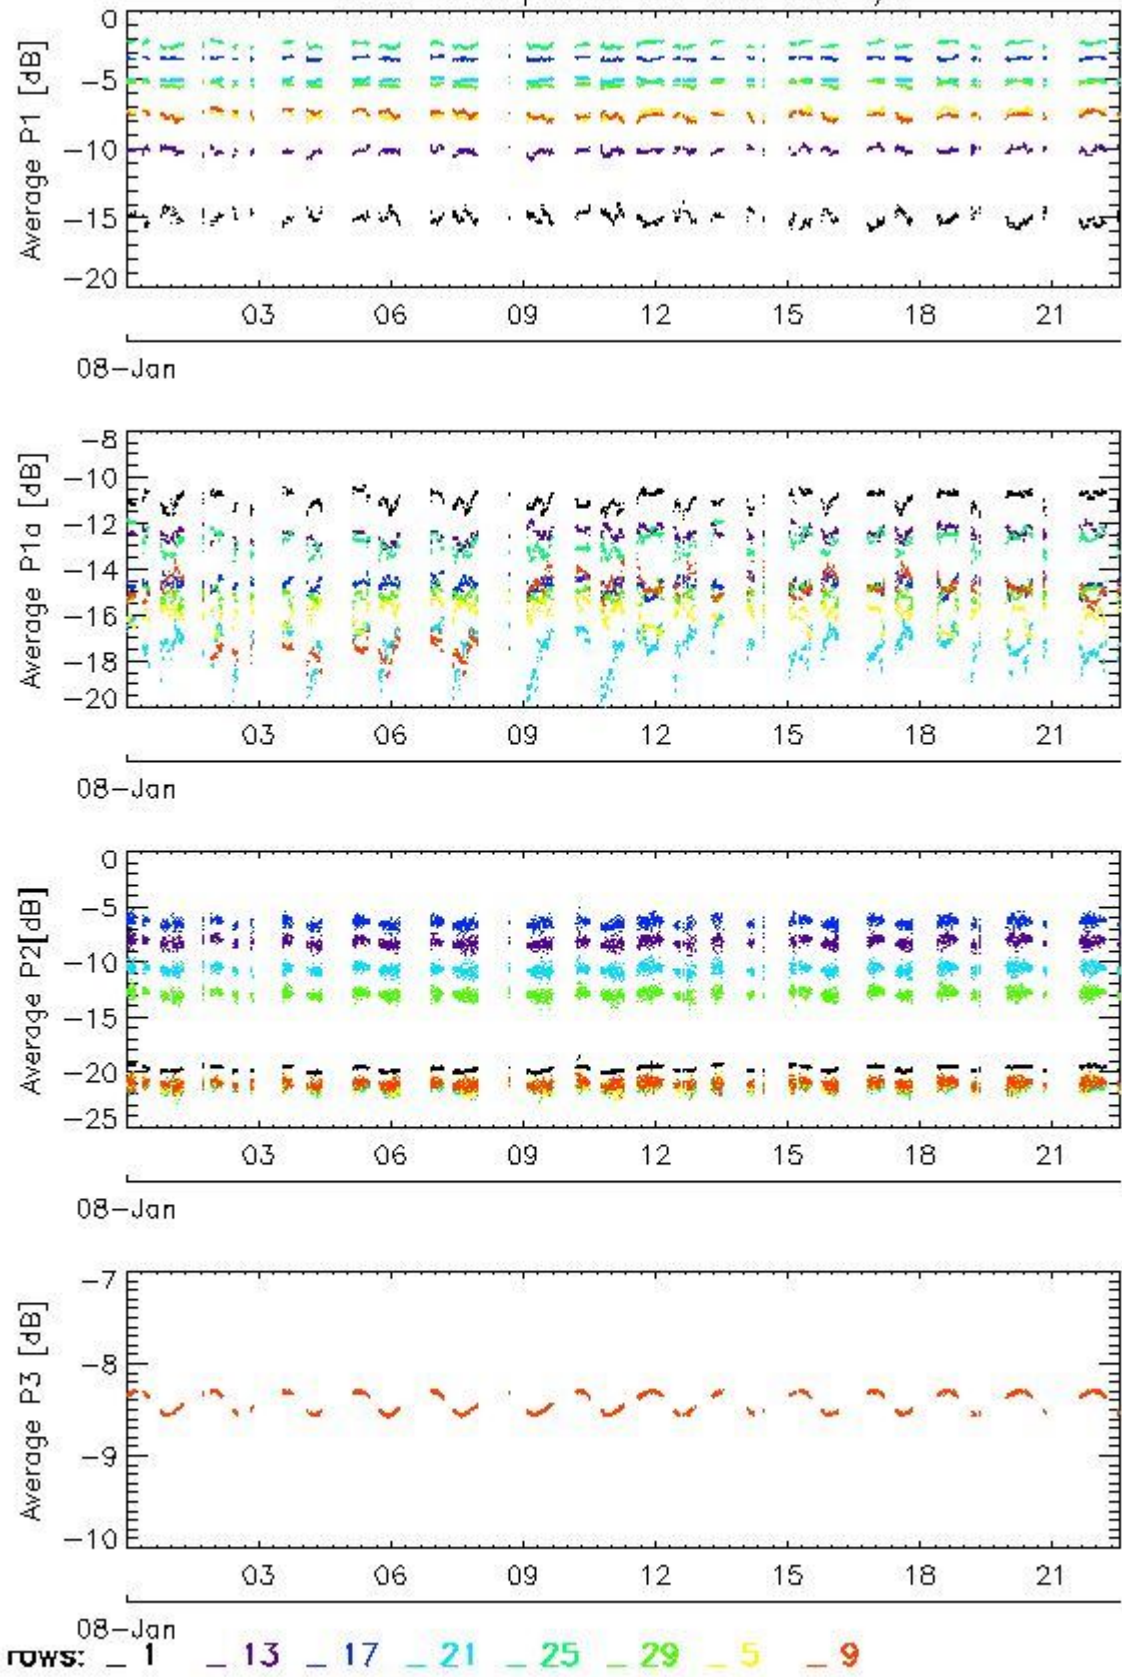 0
Average P1 [dB]
−5
−10
−15
−20
03 06 09 12 15 18 21
08−Jan
−8
Average P1a [dB]
−10
−12
−14
−16
−18
−20
03 06 09 12 15 18 21
08−Jan
0
Average P2[dB]
−5
−10
−15
−20
−25
03 06 09 12 15 18 21
08−Jan
−7
Average P3 [dB]
−8
−9
−10
03 06 09 12 15 18 21
08−Jan
rows: _ 1 _ 13 _ 17 _ 21 _ 25 _ 29 _ 5 _ 9